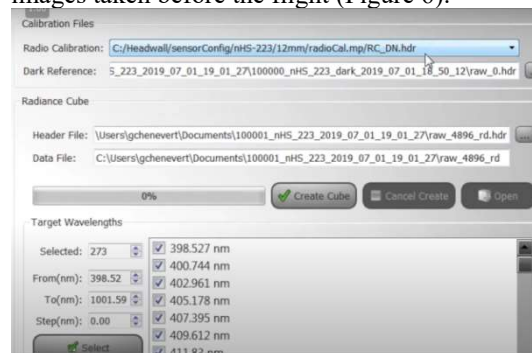 images taken before the flight (Figure 6).
Calibration Files
Radio Calibration: C:/Headwall/sensorConfig/nHS-223/12mm/radioCal.mp/RC_DN.hdr
Dark Reference: 5_223_2019_07_01_19_01_27\100000_nHS_223_dark_2019_07_01_18_50_12\raw_0.hdr
Radiance Cube
Header File: \Users\gchenevert\Documents\100001_nHS_223_2019_07_01_19_01_27\raw_4896_rd.hdr ...
Data File: C:\Users\gchenevert\Documents\100001_nHS_223_2019_07_01_19_01_27\raw_4896_rd
0% Create Cube Cancel Create Open
Target Wavelengths
Selected: 273 398.527 nm
400.744 nm
From(nm): 398.52 402.961 nm
To(nm): 1001.59 405.178 nm
Step(nm): 0.00 407.395 nm
409.612 nm
Select 411.83 nm